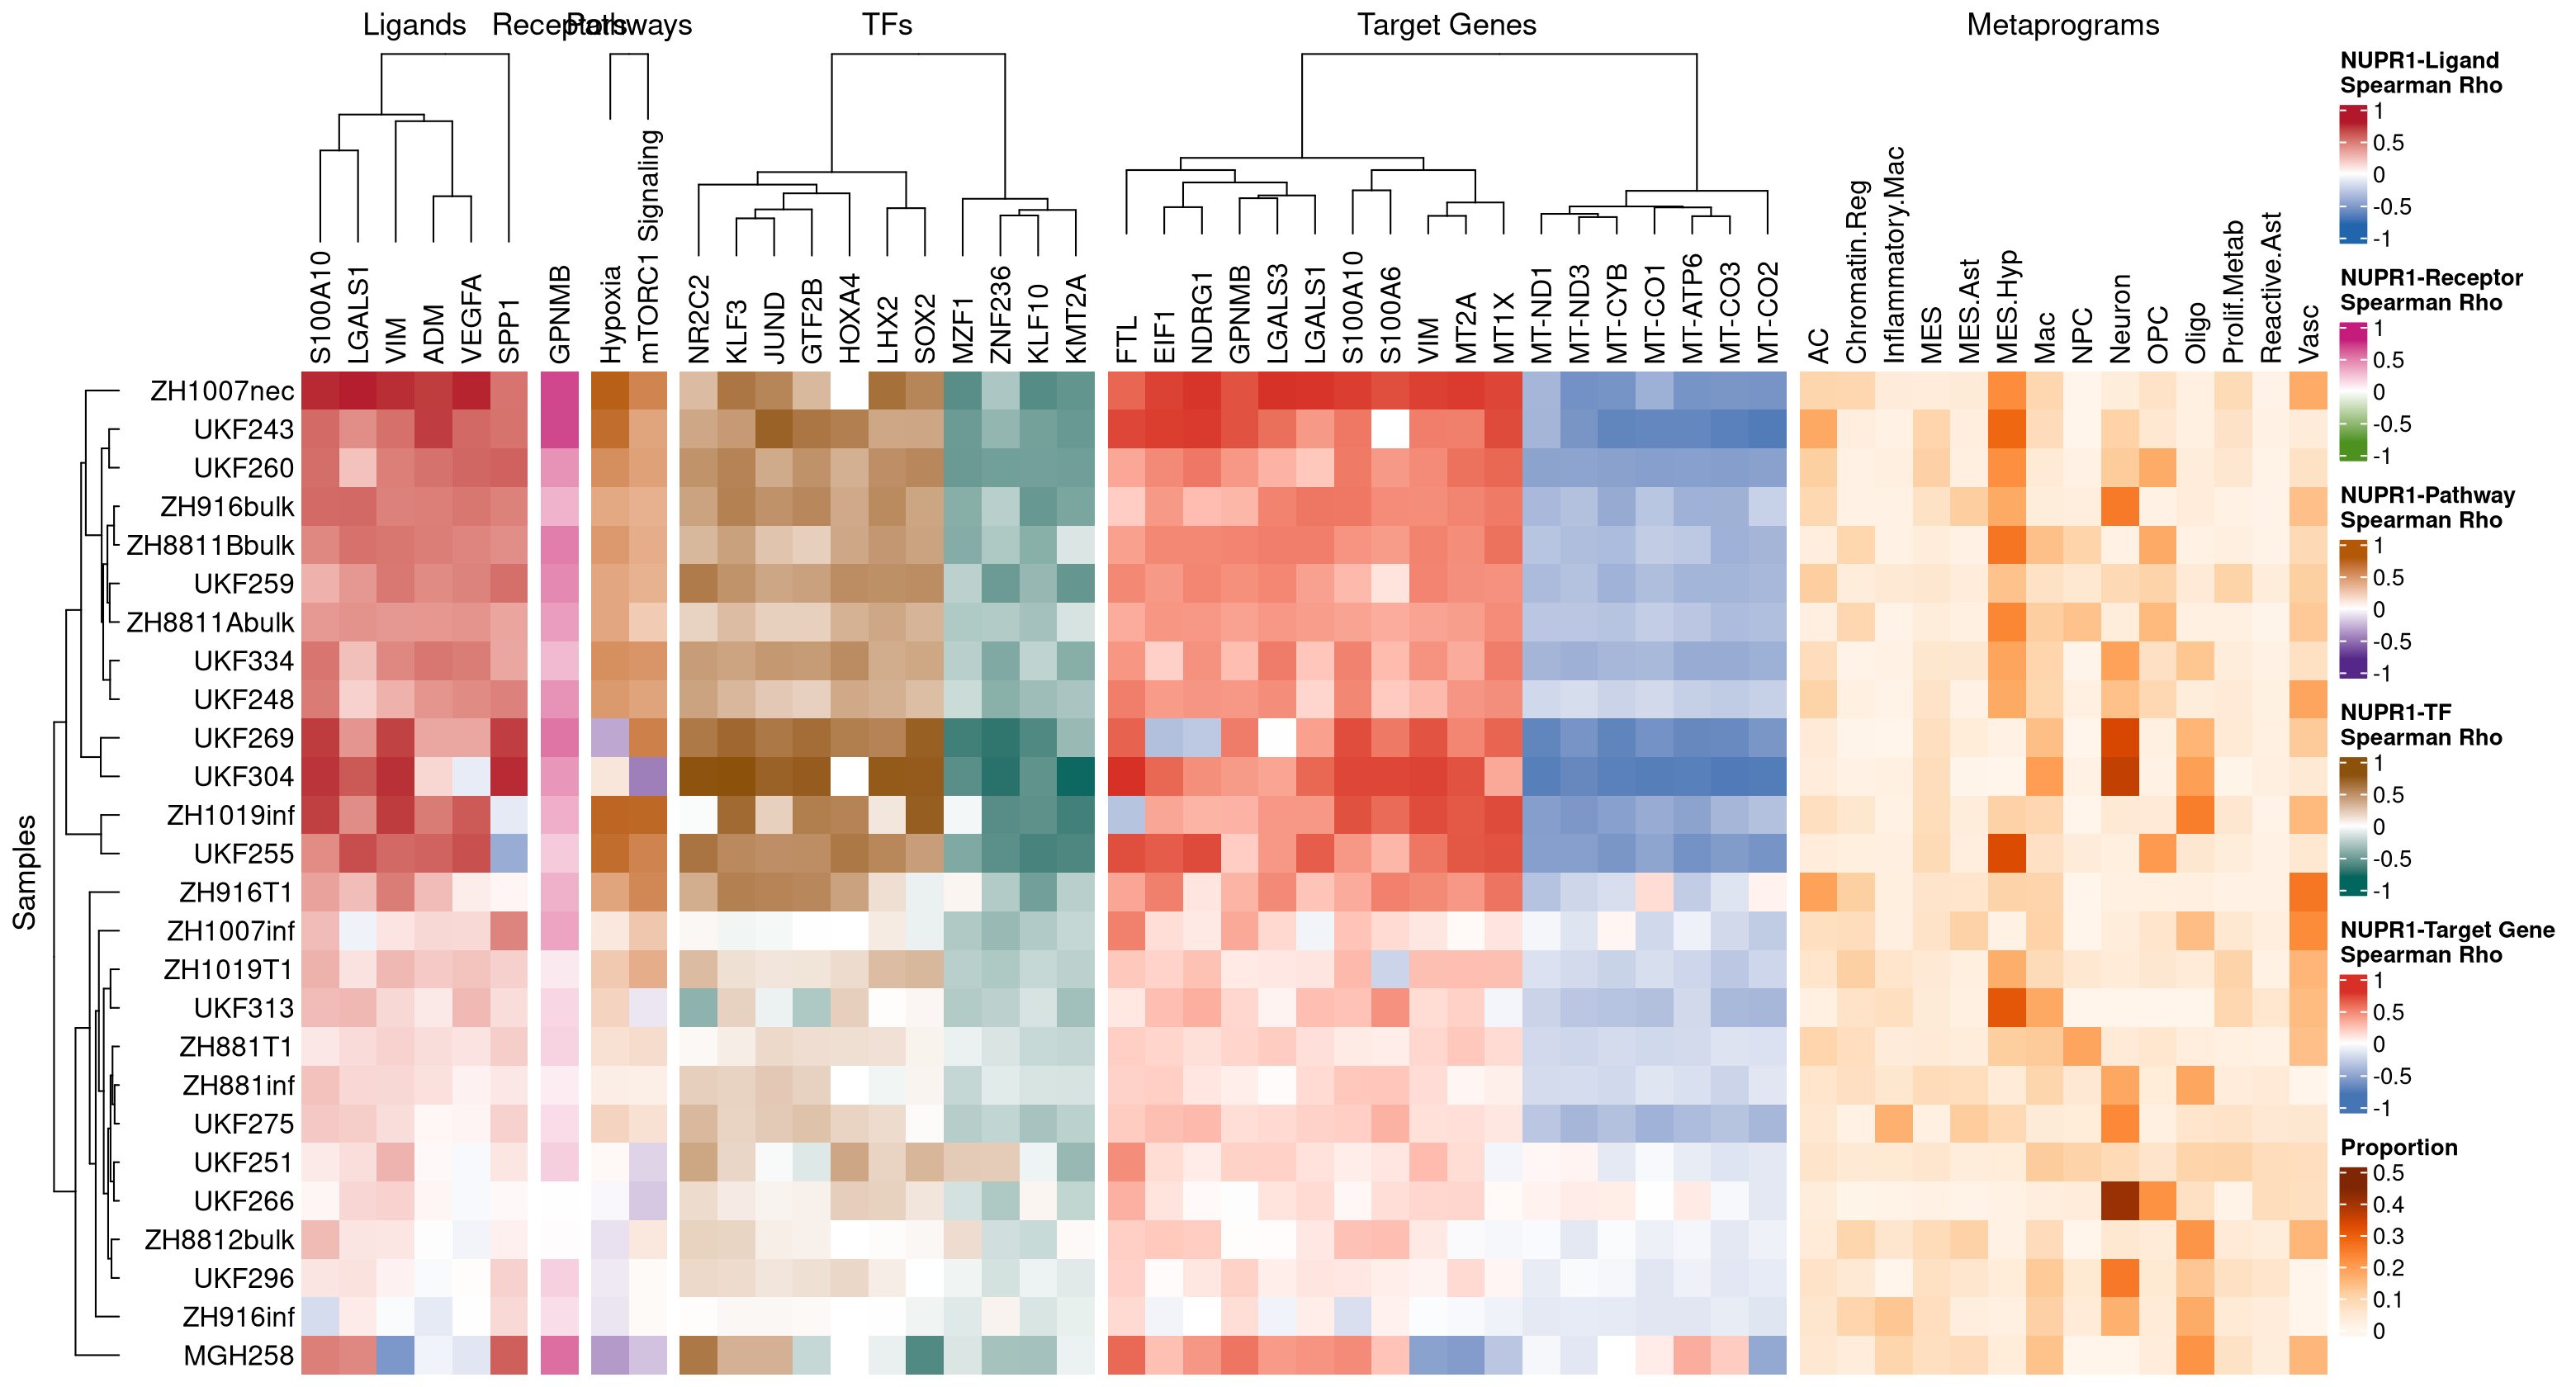 Ligands Receptors Pathways TFs Target Genes Metaprograms
S100A10 LGALS1 VIM ADM VEGFA SPP1 GPNMB Hypoxia mTORC1 Signaling NR2C2 KLF3 JUND GTF2B HOXA4 LHX2 SOX2 MZF1 ZNF236 KLF10 KMT2A FTL EIF1 NDRG1 GPNMB LGALS3 LGALS1 S100A10 S100A6 VIM MT2A MT1X MT-ND1 MT-ND3 MT-CYB MT-CO1 MT-ATP6 MT-CO3 MT-CO2 AC Chromatin.Reg Inflammatory.Mac MES MES.Ast MES.Hyp Mac NPC Neuron OPC Oligo Prolif.Metab Reactive.Ast Vasc
Samples
ZH1007nec
UKF243
UKF260
ZH916bulk
ZH8811Bbulk
UKF259
ZH8811Abulk
UKF334
UKF248
UKF269
UKF304
ZH1019inf
UKF255
ZH916T1
ZH1007inf
ZH1019T1
UKF313
ZH881T1
ZH881inf
UKF275
UKF251
UKF266
ZH8812bulk
UKF296
ZH916inf
MGH258
NUPR1-Ligand
Spearman Rho
1
0.5
0
-0.5
-1
NUPR1-Receptor
Spearman Rho
1
0.5
0
-0.5
-1
NUPR1-Pathway
Spearman Rho
1
0.5
0
-0.5
-1
NUPR1-TF
Spearman Rho
1
0.5
0
-0.5
-1
NUPR1-Target Gene
Spearman Rho
1
0.5
0
-0.5
-1
Proportion
0.5
0.4
0.3
0.2
0.1
0